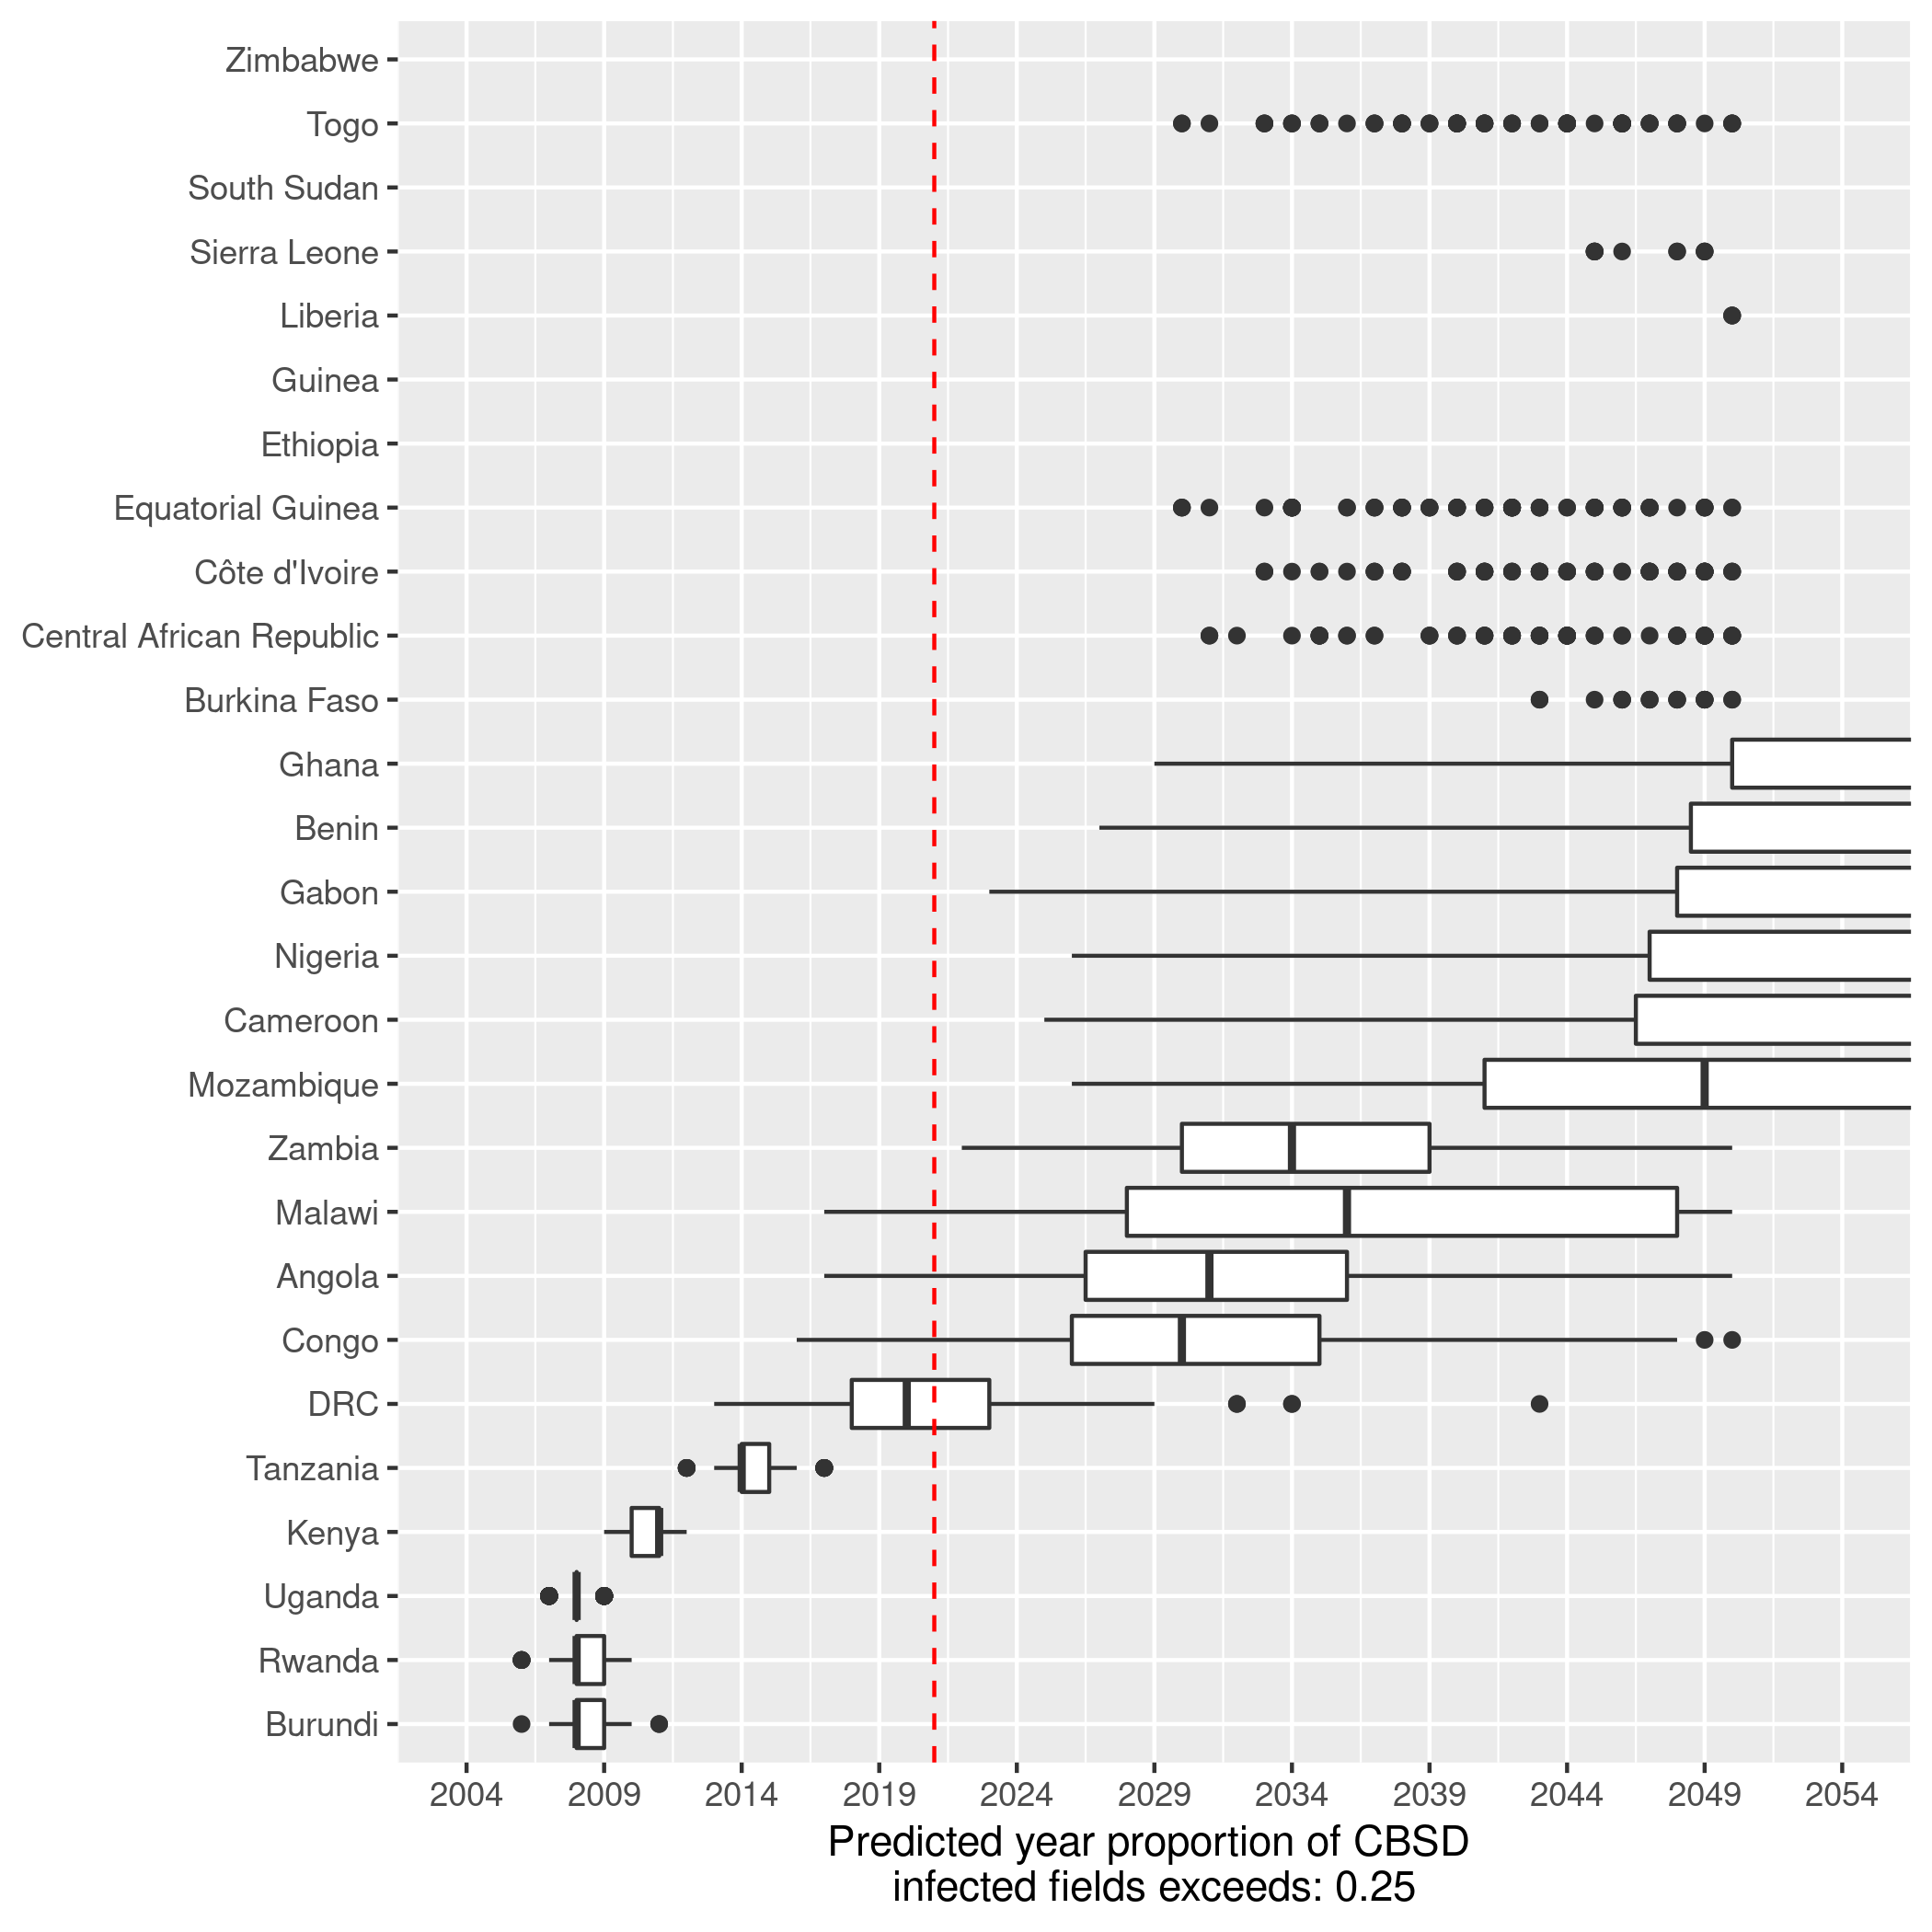 Zimbabwe
Togo
South Sudan
Sierra Leone
Liberia
Guinea
Ethiopia
Equatorial Guinea
Côte d'Ivoire
Central African Republic
Burkina Faso
Ghana
Benin
Gabon
Nigeria
Cameroon
Mozambique
Zambia
Malawi
Angola
Congo
DRC
Tanzania
Kenya
Uganda
Rwanda
Burundi
2004 2009 2014 2019 2024 2029 2034 2039 2044 2049 2054
Predicted year proportion of CBSD
infected fields exceeds: 0.25